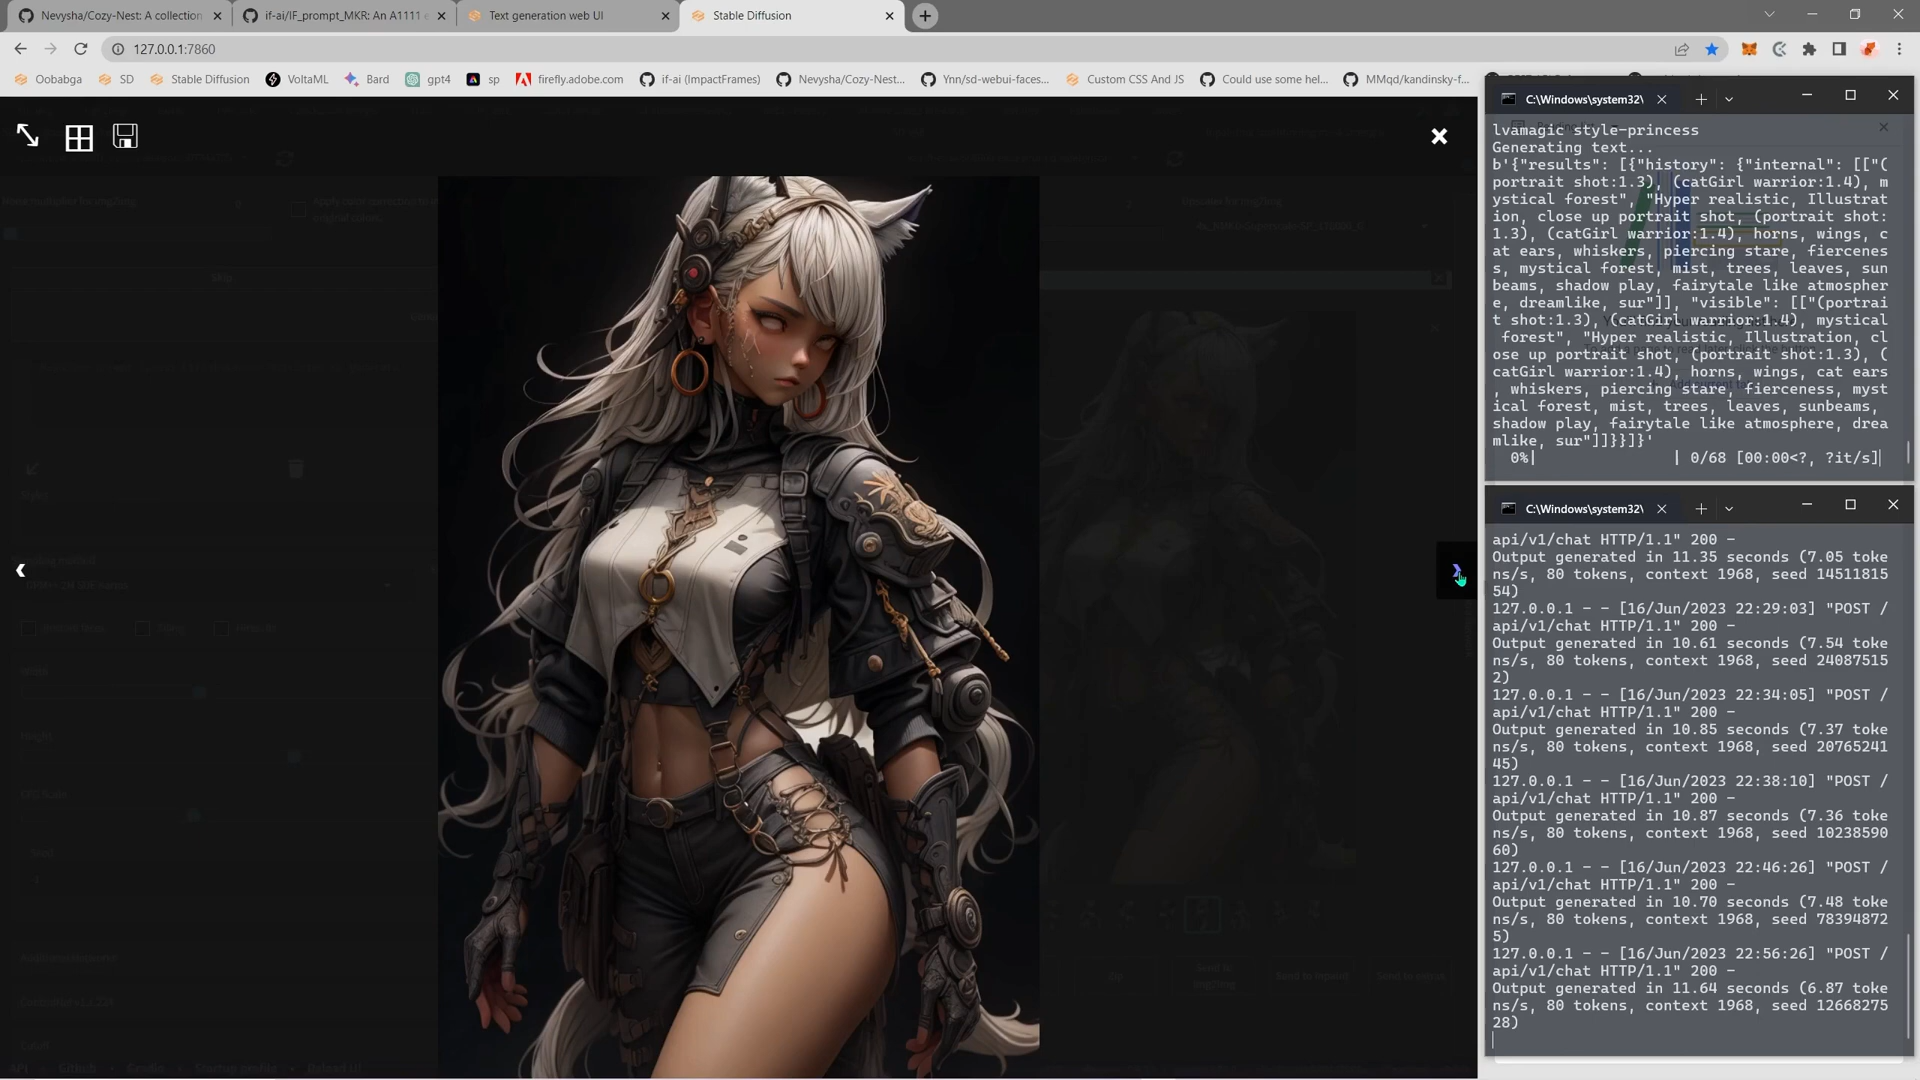 Nevysha/Cozy-Nest: A collection
if-ai/IF_prompt_MKR: An A1111 e
Text generation web UI
Stable Diffusion
127.0.0.1:7860
Oobabga
SD
Stable Diffusion
VoltaML
Bard
gpt4
sp
firefly.adobe.com
if-ai (ImpactFrames)
Nevysha/Cozy-Nest...
Ynn/sd-webui-faces...
Custom CSS And JS
Could use some hel...
MMqd/kandinsky-f...
C:\Windows\system32\
lvamagic style-princess
Generating text...
b'{"results": [{"history": {"internal": [["(
portrait shot:1.3), (catGirl warrior:1.4), m
ystical forest", "Hyper realistic, Illustrat
ion, close up portrait shot, (portrait shot:
1.3), (catGirl warrior:1.4), horns, wings, c
at ears, whiskers, piercing stare, fiercenes
s, mystical forest, mist, trees, leaves, sun
beams, shadow play, fairytale like atmospher
e, dreamlike, sur"]], "visible": [["(portrai
t shot:1.3), (catGirl warrior:1.4), mystical
forest", "Hyper realistic, Illustration, cl
ose up portrait shot, (portrait shot:1.3), (
catGirl warrior:1.4), horns, wings, cat ears
, whiskers, piercing stare, fierceness, myst
ical forest, mist, trees, leaves, sunbeams,
shadow play, fairytale like atmosphere, drea
mlike, sur"]]}}]}'
0%| | 0/68 [00:00<?, ?it/s]
C:\Windows\system32\
api/v1/chat HTTP/1.1" 200 -
Output generated in 11.35 seconds (7.05 toke
ns/s, 80 tokens, context 1968, seed 14511815
54)
127.0.0.1 - - [16/Jun/2023 22:29:03] "POST /
api/v1/chat HTTP/1.1" 200 -
Output generated in 10.61 seconds (7.54 toke
ns/s, 80 tokens, context 1968, seed 24087515
2)
127.0.0.1 - - [16/Jun/2023 22:34:05] "POST /
api/v1/chat HTTP/1.1" 200 -
Output generated in 10.85 seconds (7.37 toke
ns/s, 80 tokens, context 1968, seed 20765241
45)
127.0.0.1 - - [16/Jun/2023 22:38:10] "POST /
api/v1/chat HTTP/1.1" 200 -
Output generated in 10.87 seconds (7.36 toke
ns/s, 80 tokens, context 1968, seed 10238590
60)
127.0.0.1 - - [16/Jun/2023 22:46:26] "POST /
api/v1/chat HTTP/1.1" 200 -
Output generated in 10.70 seconds (7.48 toke
ns/s, 80 tokens, context 1968, seed 78394872
5)
127.0.0.1 - - [16/Jun/2023 22:56:26] "POST /
api/v1/chat HTTP/1.1" 200 -
Output generated in 11.64 seconds (6.87 toke
ns/s, 80 tokens, context 1968, seed 12668275
28)